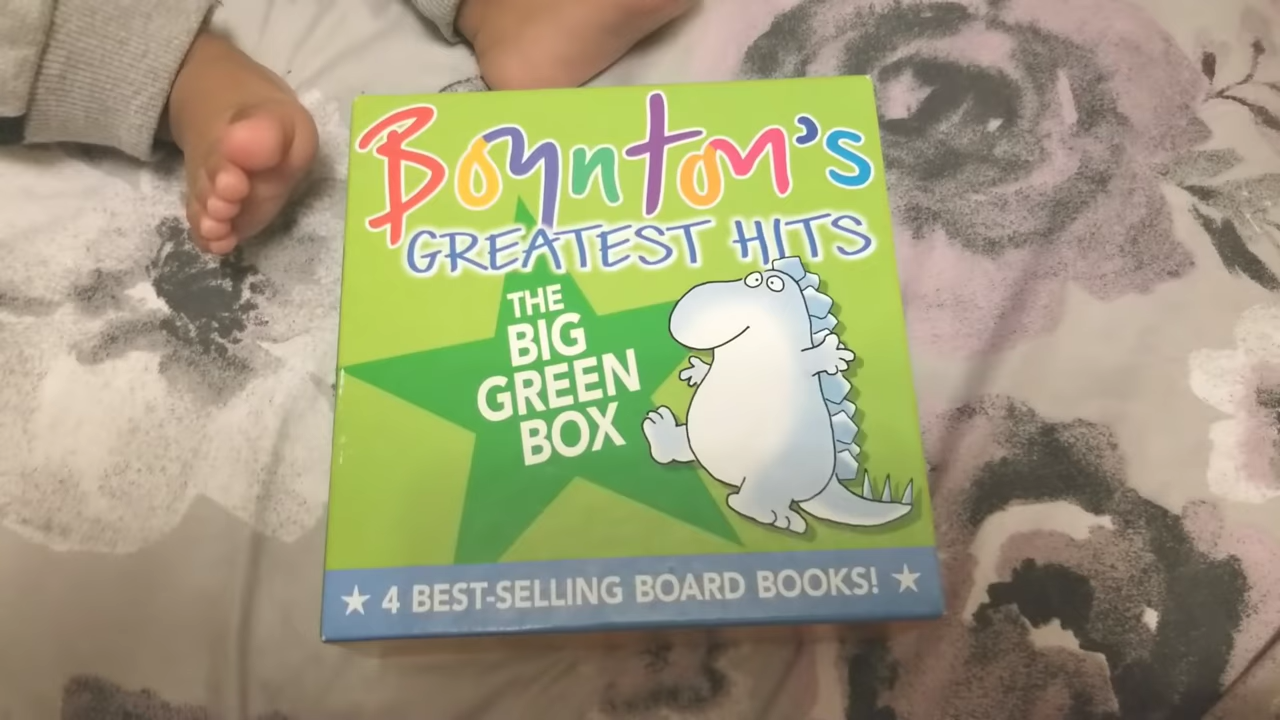 Boynton's
GREATEST HITS
THE
BIG
GREEN
BOX
4 BEST-SELLING BOARD BOOKS!